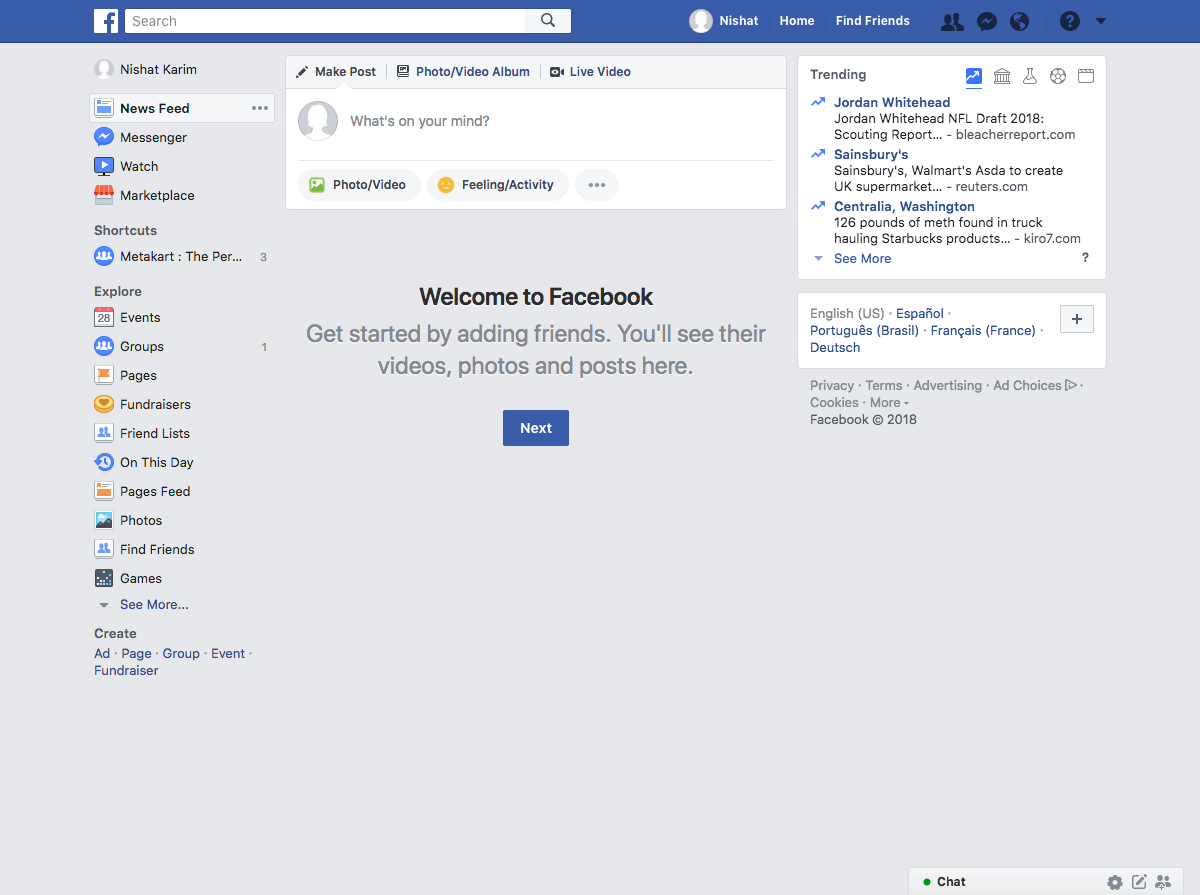 Search
Nishat
Home
Find Friends
Nishat Karim
News Feed
Messenger
Watch
Marketplace
Shortcuts
Metakart : The Per... 3
Explore
28 Events
Groups 1
Pages
Fundraisers
Friend Lists
On This Day
Pages Feed
Photos
Find Friends
Games
See More...
Create
Ad · Page · Group · Event ·
Fundraiser
Make Post
Photo/Video Album
Live Video
What's on your mind?
Photo/Video
Feeling/Activity
Welcome to Facebook
Get started by adding friends. You'll see their
videos, photos and posts here.
Next
Trending
Jordan Whitehead
Jordan Whitehead NFL Draft 2018:
Scouting Report... - bleacherreport.com
Sainsbury's
Sainsbury's, Walmart's Asda to create
UK supermarket... - reuters.com
Centralia, Washington
126 pounds of meth found in truck
hauling Starbucks products... - kiro7.com
See More ?
English (US) · Español ·
Português (Brasil) · Français (France) ·
Deutsch
Privacy · Terms · Advertising · Ad Choices ·
Cookies · More
Facebook © 2018
Chat